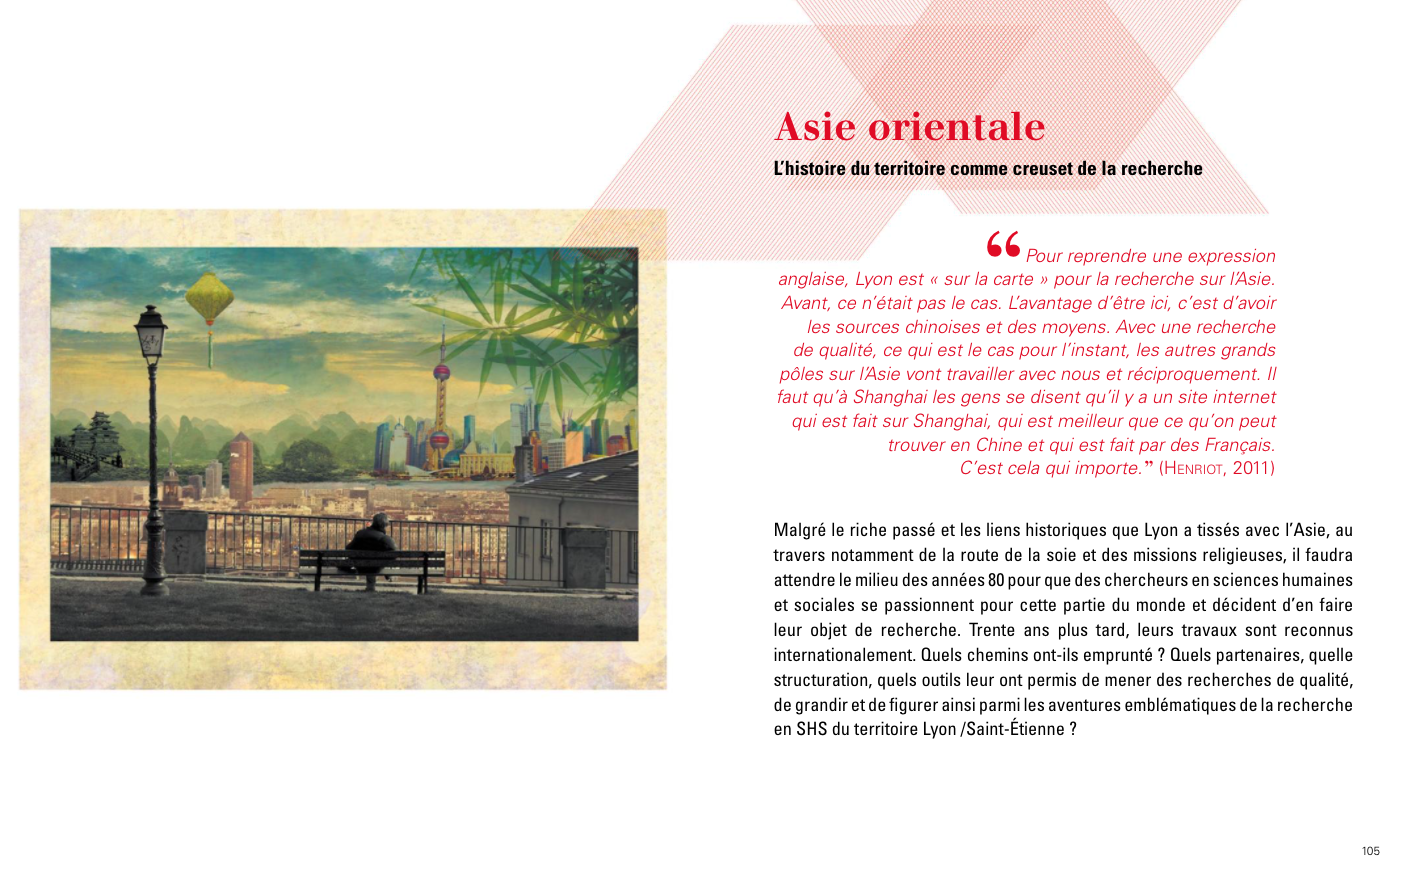 Asie orientale
L’histoire du territoire comme creuset de la recherche
“ Pour reprendre une expression
anglaise, Lyon est « sur la carte » pour la recherche sur l’Asie.
Avant, ce n’était pas le cas. L’avantage d’être ici, c’est d’avoir
les sources chinoises et des moyens. Avec une recherche
de qualité, ce qui est le cas pour l’instant, les autres grands
pôles sur l’Asie vont travailler avec nous et réciproquement. Il
faut qu’à Shanghai les gens se disent qu’il y a un site internet
qui est fait sur Shanghai, qui est meilleur que ce qu’on peut
trouver en Chine et qui est fait par des Français.
C’est cela qui importe.” (Henriot, 2011)
Malgré le riche passé et les liens historiques que Lyon a tissés avec l’Asie, au
travers notamment de la route de la soie et des missions religieuses, il faudra
attendre le milieu des années 80 pour que des chercheurs en sciences humaines
et sociales se passionnent pour cette partie du monde et décident d’en faire
leur objet de recherche. Trente ans plus tard, leurs travaux sont reconnus
internationalement. Quels chemins ont-ils emprunté ? Quels partenaires, quelle
structuration, quels outils leur ont permis de mener des recherches de qualité,
de grandir et de figurer ainsi parmi les aventures emblématiques de la recherche
en SHS du territoire Lyon /Saint-Étienne ?
105